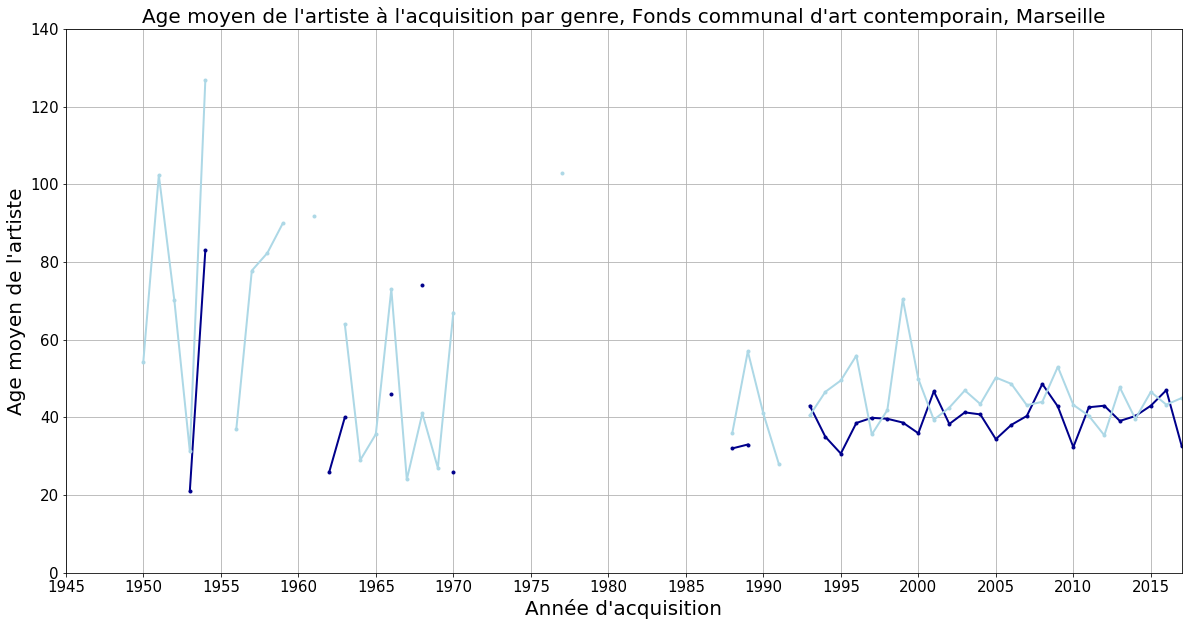 Age moyen de l'artiste à l'acquisition par genre, Fonds communal d'art contemporain, Marseille
140
120
100
80
60
40
20
0
Age moyen de l'artiste
1945 1950 1955 1960 1965 1970 1975 1980 1985 1990 1995 2000 2005 2010 2015
Année d'acquisition